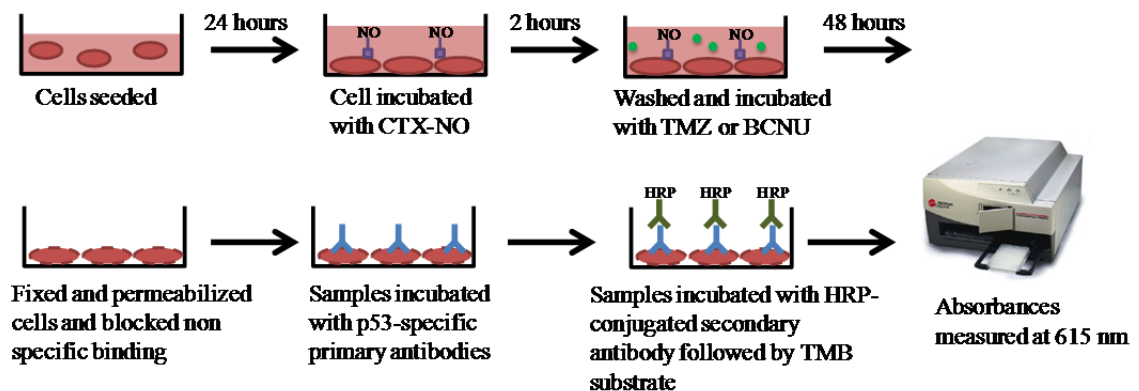 24 hours
2 hours
48 hours
NO
NO
NO
NO
Cells seeded
Cell incubated
with CTX-NO
Washed and incubated
with TMZ or BCNU
HRP
HRP
HRP
Fixed and permeabilized
cells and blocked non
specific binding
Samples incubated
with p53-specific
primary antibodies
Samples incubated with HRP-
conjugated secondary
antibody followed by TMB
substrate
Absorbances
measured at 615 nm